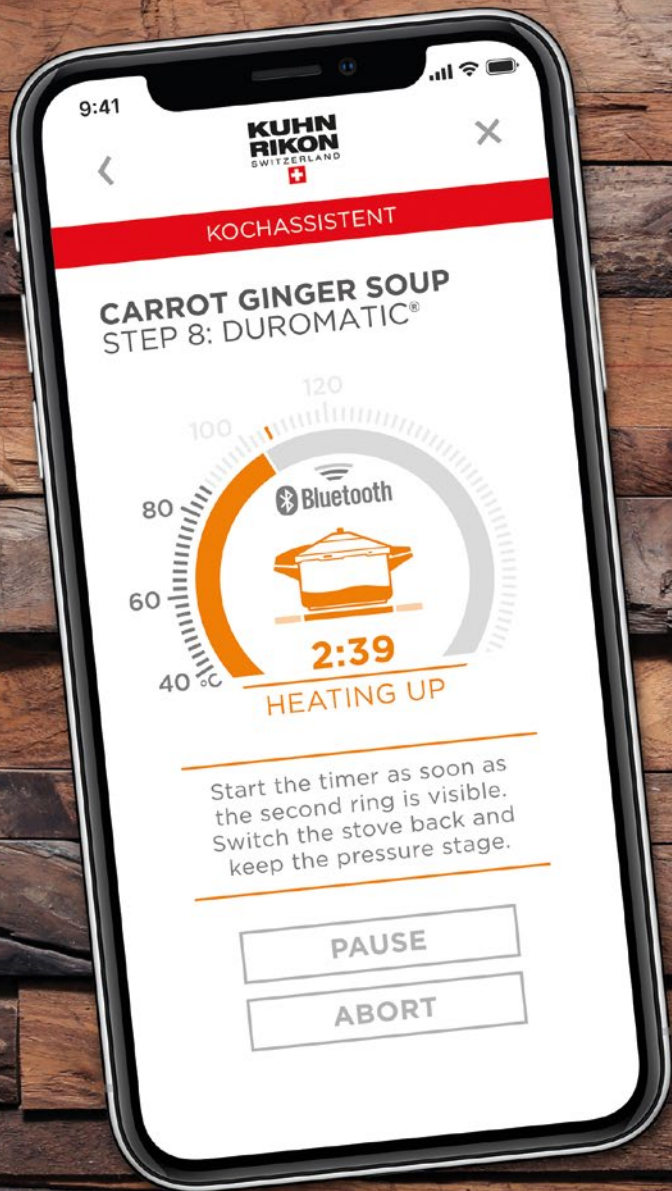 9:41
KUHN
RIKON
SWITZERLAND
KOCHASSISTENT
CARROT GINGER SOUP
STEP 8: DUROMATIC®
120
100
80
60
40 °C
Bluetooth
2:39
HEATING UP
Start the timer as soon as
the second ring is visible.
Switch the stove back and
keep the pressure stage.
PAUSE
ABORT